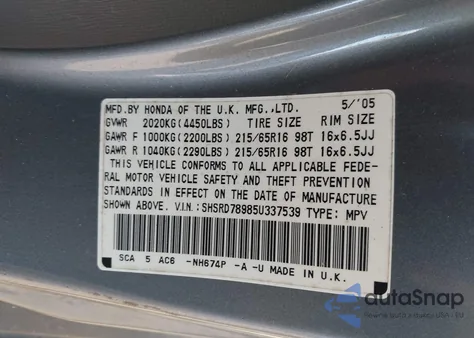 MFD.BY HONDA OF THE U.K. MFG.,LTD. 5/'05
GVWR 2020KG(4450LBS) TIRE SIZE RIM SIZE
GAWR F 1000KG(2200LBS) 215/65R16 98T 16x6.5JJ
GAWR R 1040KG(2290LBS) 215/65R16 98T 16x6.5JJ
THIS VEHICLE CONFORMS TO ALL APPLICABLE FEDE-
RAL MOTOR VEHICLE SAFETY AND THEFT PREVENTION
STANDARDS IN EFFECT ON THE DATE OF MANUFACTURE
SHOWN ABOVE. V.I.N.:SHSRD78985U337539 TYPE: MPV
SCA 5 AC6 -NH674P -A -U MADE IN U.K.
autoSnap